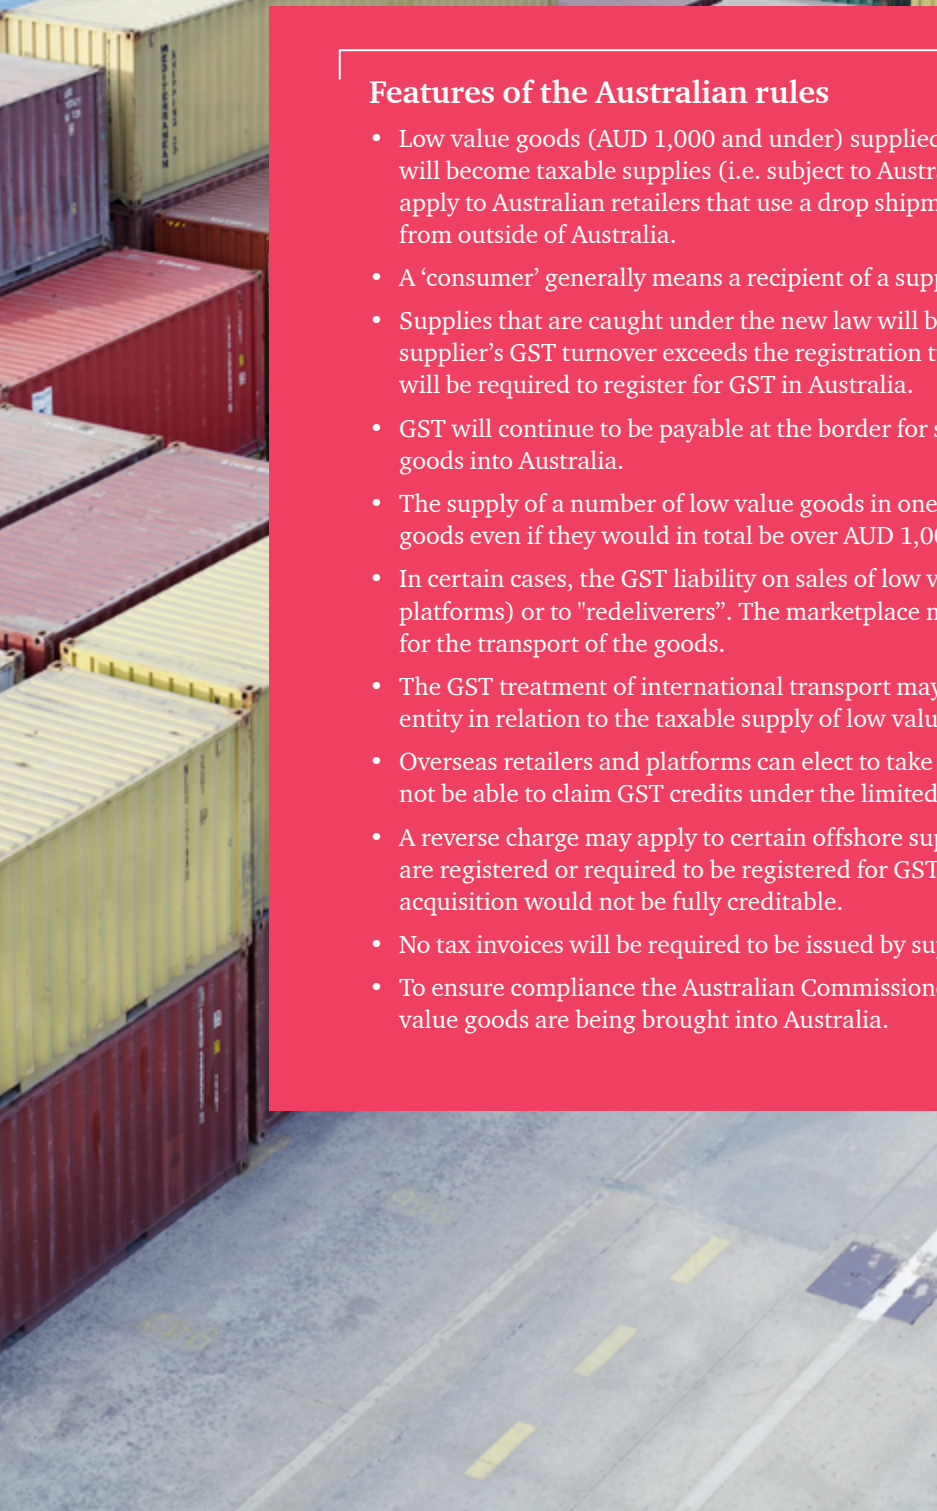 Features of the Australian rules
• Low value goods (AUD 1,000 and under) supplied
will become taxable supplies (i.e. subject to Austr
apply to Australian retailers that use a drop shipm
from outside of Australia.
• A ‘consumer’ generally means a recipient of a sup
• Supplies that are caught under the new law will b
supplier’s GST turnover exceeds the registration t
will be required to register for GST in Australia.
• GST will continue to be payable at the border for s
goods into Australia.
• The supply of a number of low value goods in one
goods even if they would in total be over AUD 1,00
• In certain cases, the GST liability on sales of low v
platforms) or to "redeliverers”. The marketplace m
for the transport of the goods.
• The GST treatment of international transport may
entity in relation to the taxable supply of low valu
• Overseas retailers and platforms can elect to take
not be able to claim GST credits under the limited
• A reverse charge may apply to certain offshore sup
are registered or required to be registered for GST
acquisition would not be fully creditable.
• No tax invoices will be required to be issued by su
• To ensure compliance the Australian Commission
value goods are being brought into Australia.
MEDITERRANEAN
SHIPPING CO